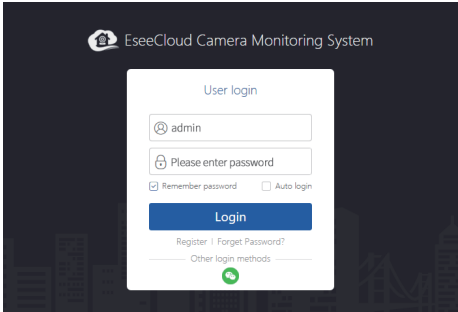 EseeCloud Camera Monitoring System
User login
admin
Please enter password
Remember password Auto login
Login
Register | Forget Password?
Other login methods